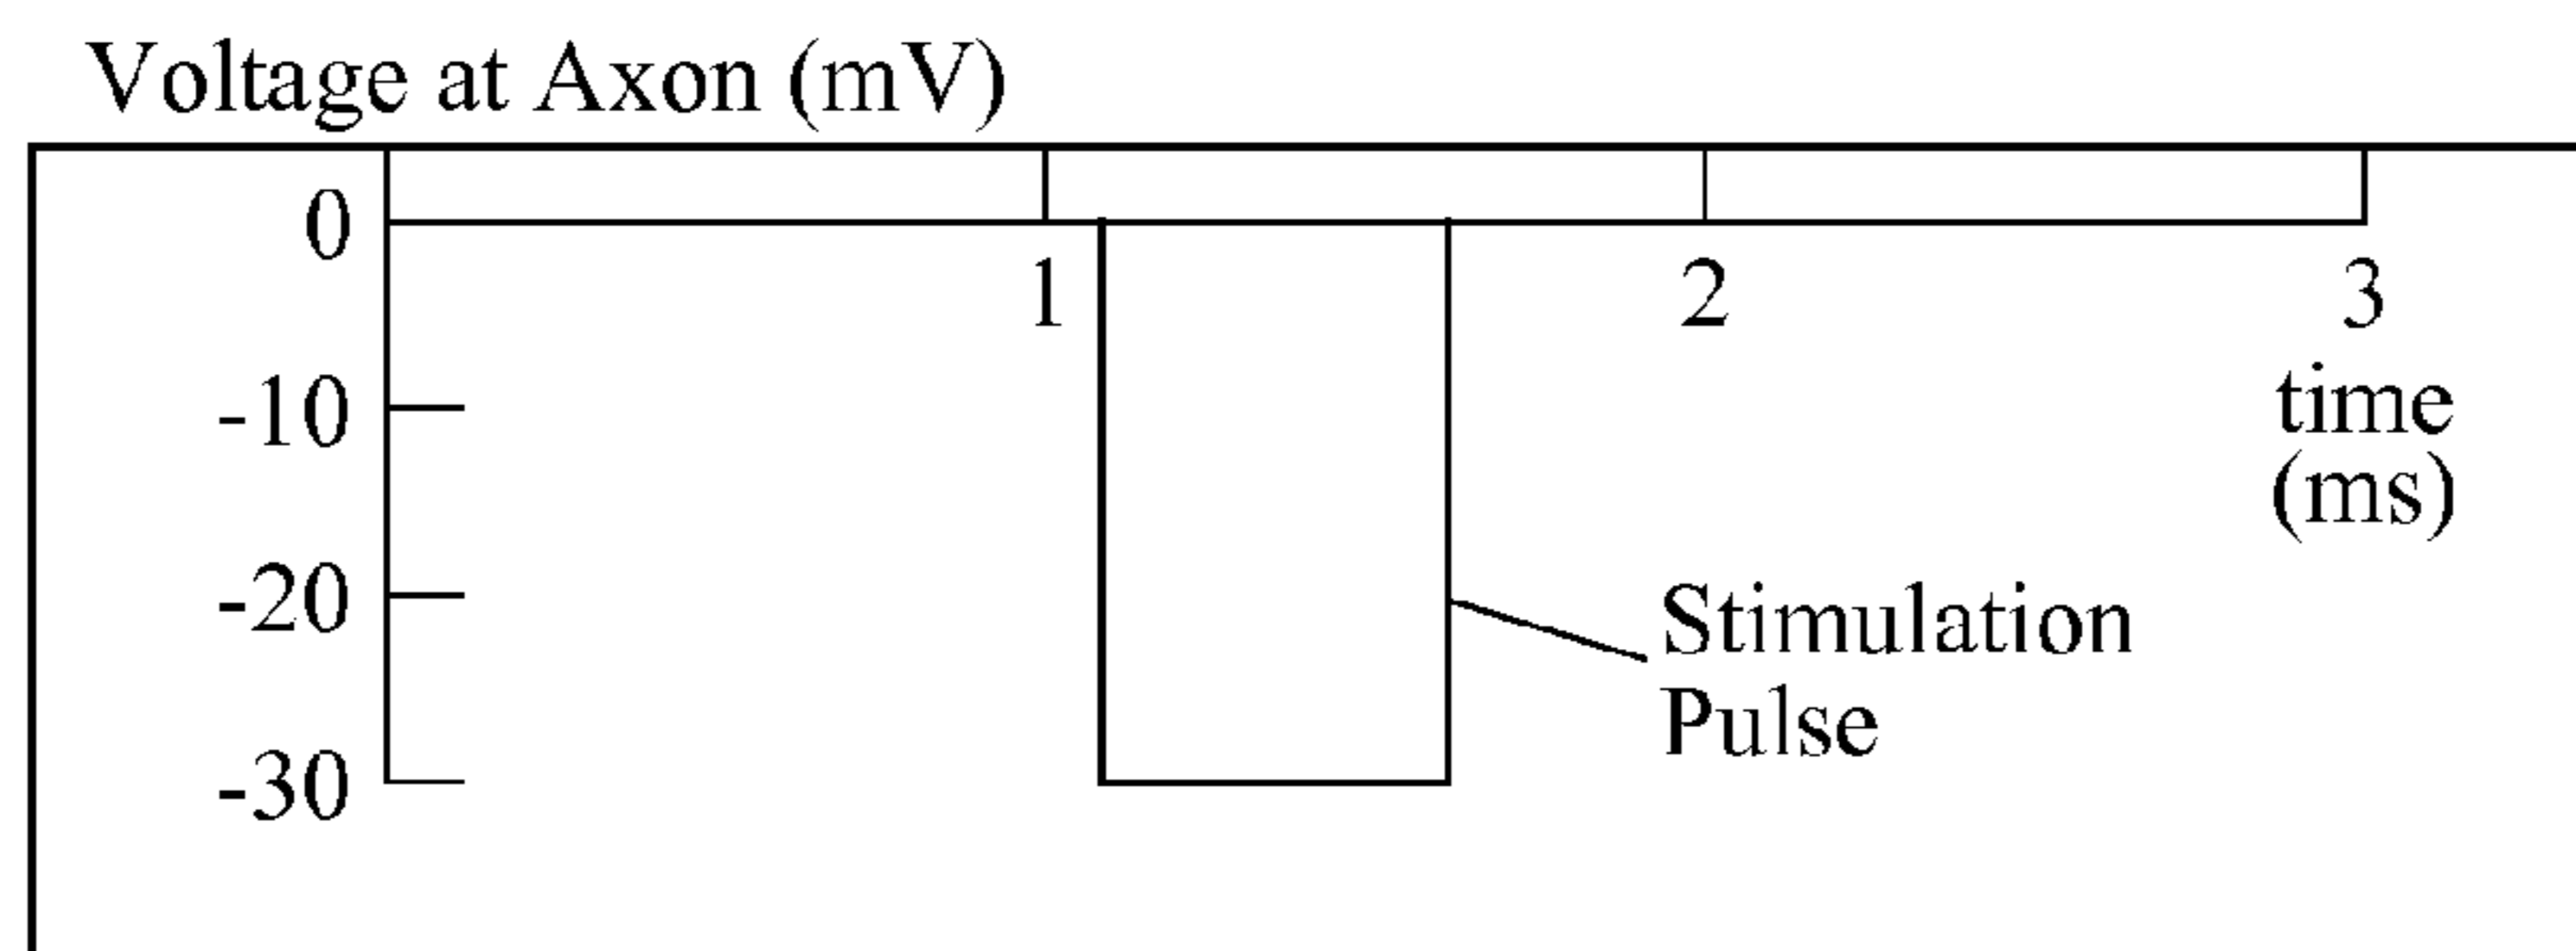 Voltage at Axon (mV)
0
1
2
3
-10
time
(ms)
-20
Stimulation
Pulse
-30